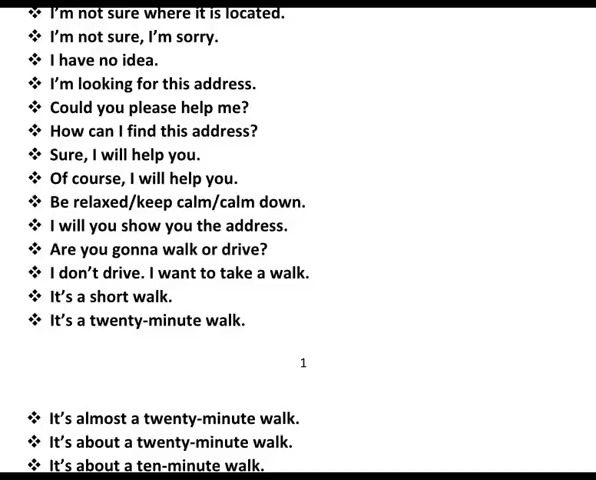 ❖ I'm not sure where it is located.
❖ I'm not sure, I'm sorry.
❖ I have no idea.
❖ I'm looking for this address.
❖ Could you please help me?
❖ How can I find this address?
❖ Sure, I will help you.
❖ Of course, I will help you.
❖ Be relaxed/keep calm/calm down.
❖ I will you show you the address.
❖ Are you gonna walk or drive?
❖ I don't drive. I want to take a walk.
❖ It's a short walk.
❖ It's a twenty-minute walk.
1
❖ It's almost a twenty-minute walk.
❖ It's about a twenty-minute walk.
❖ It's about a ten-minute walk.